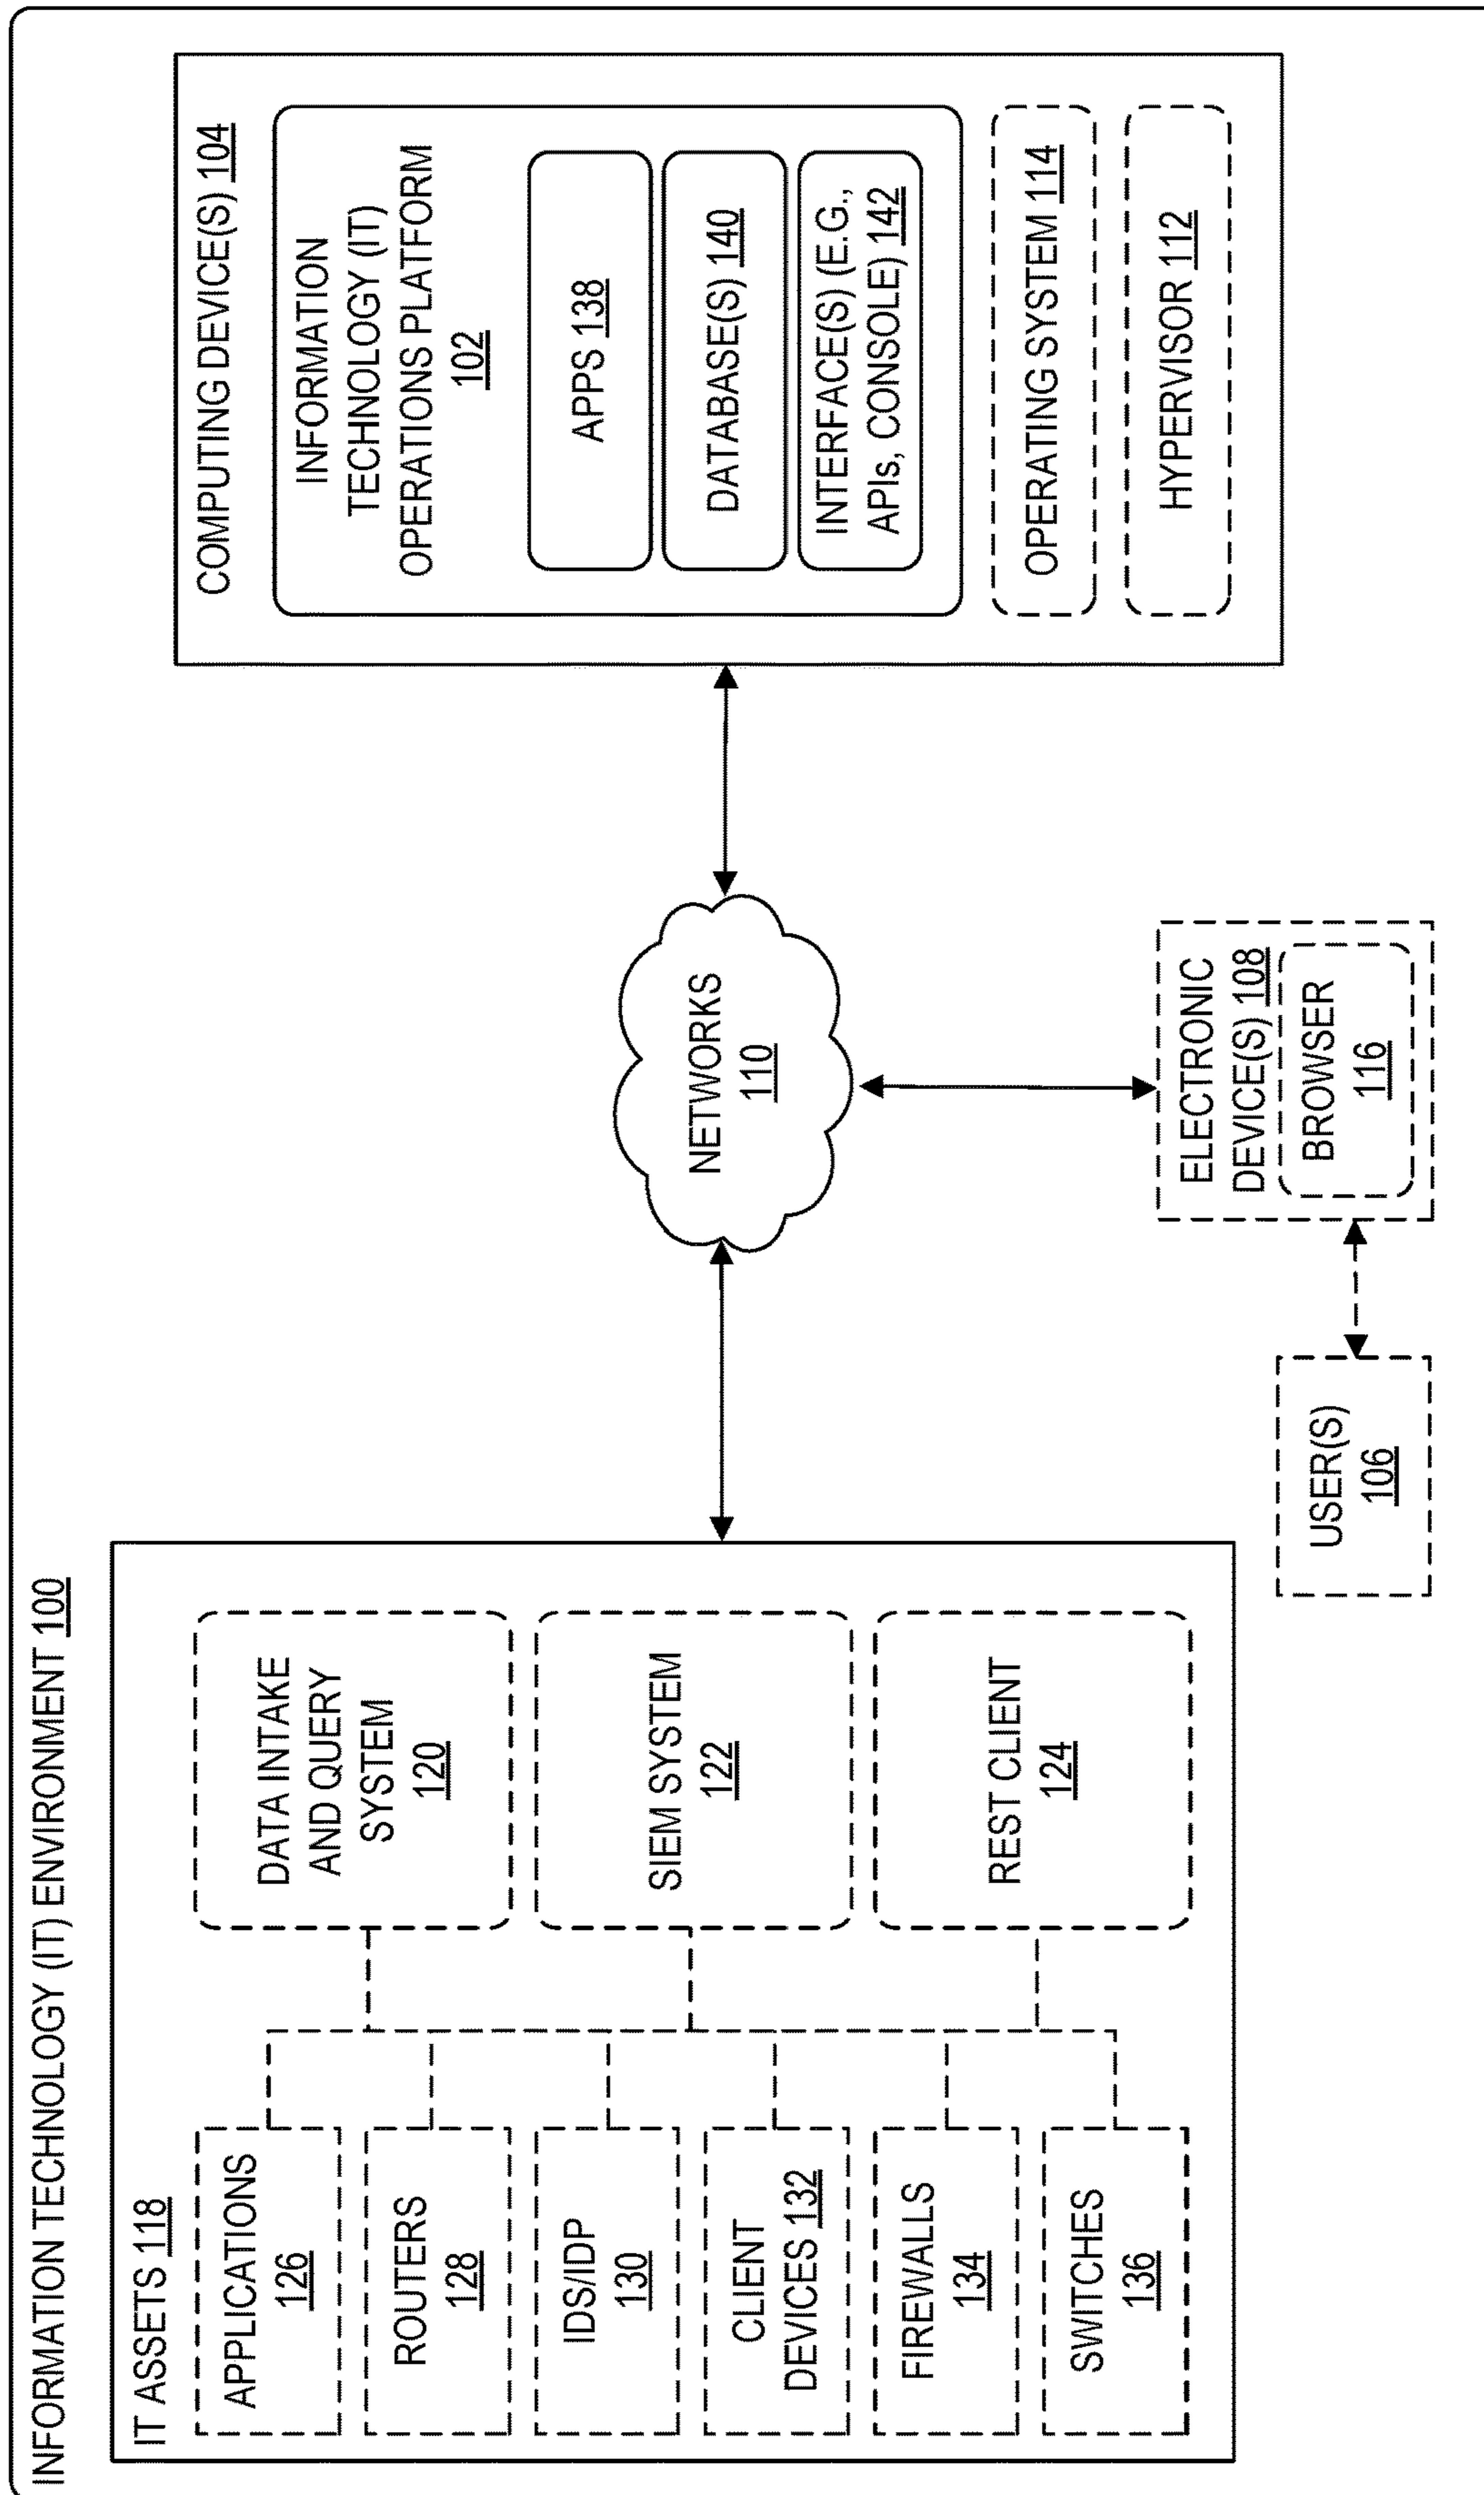 INFORMATION TECHNOLOGY (IT) ENVIRONMENT 100
IT ASSETS 118
APPLICATIONS
126
ROUTERS
128
IDS/IDP
130
CLIENT
DEVICES 132
FIREWALLS
134
SWITCHES
136
DATA INTAKE
AND QUERY
SYSTEM
120
SIEM SYSTEM
122
REST CLIENT
124
NETWORKS
110
USER(S)
106
ELECTRONIC
DEVICE(S) 108
BROWSER
116
COMPUTING DEVICE(S) 104
INFORMATION
TECHNOLOGY (IT)
OPERATIONS PLATFORM
102
APPS 138
DATABASE(S) 140
INTERFACE(S) (E.G.,
APIs, CONSOLE) 142
OPERATING SYSTEM 114
HYPERVISOR 112